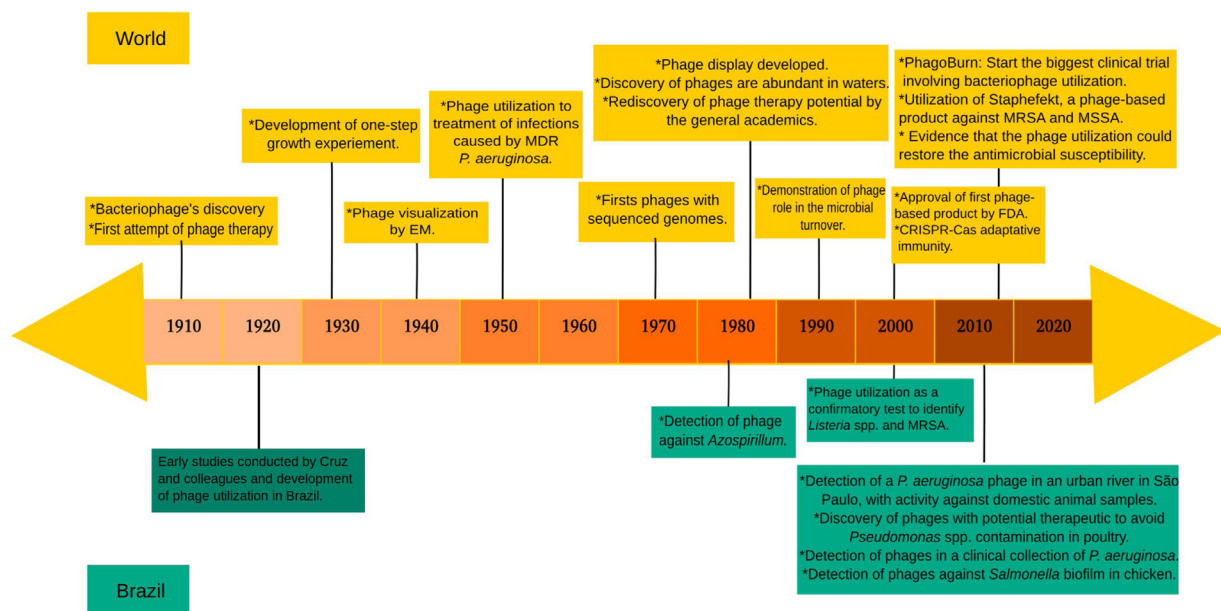 World
*Bacteriophage's discovery
*First attempt of phage therapy
*Development of one-step
growth experiement.
*Phage visualization
by EM.
*Phage utilization to
treatment of infections
caused by MDR
P. aeruginosa.
*Firsts phages with
sequenced genomes.
*Phage display developed.
*Discovery of phages are abundant in waters.
*Rediscovery of phage therapy potential by
the general academics.
*Demonstration of phage
role in the microbial
turnover.
*PhagoBurn: Start the biggest clinical trial
involving bacteriophage utilization.
*Utilization of Staphefekt, a phage-based
product against MRSA and MSSA.
* Evidence that the phage utilization could
restore the antimicrobial susceptibility.
*Approval of first phage-
based product by FDA.
*CRISPR-Cas adaptative
immunity.
1910 1920 1930 1940 1950 1960 1970 1980 1990 2000 2010 2020
Early studies conducted by Cruz
and colleagues and development
of phage utilization in Brazil.
*Detection of phage
against Azospirillum.
*Phage utilization as a
confirmatory test to identify
Listeria spp. and MRSA.
*Detection of a P. aeruginosa phage in an urban river in São
Paulo, with activity against domestic animal samples.
*Discovery of phages with potential therapeutic to avoid
Pseudomonas spp. contamination in poultry.
*Detection of phages in a clinical collection of P. aeruginosa.
*Detection of phages against Salmonella biofilm in chicken.
Brazil